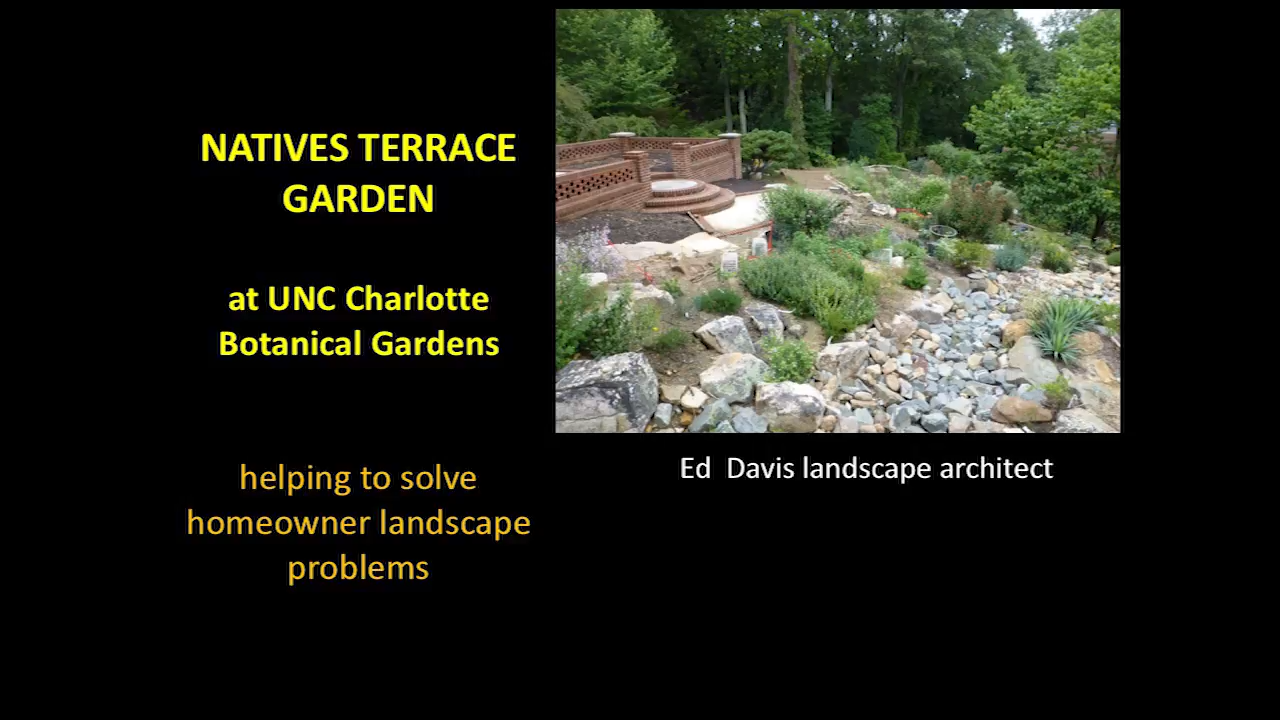 NATIVES TERRACE
GARDEN
at UNC Charlotte
Botanical Gardens
helping to solve
homeowner landscape
problems
Ed  Davis landscape architect